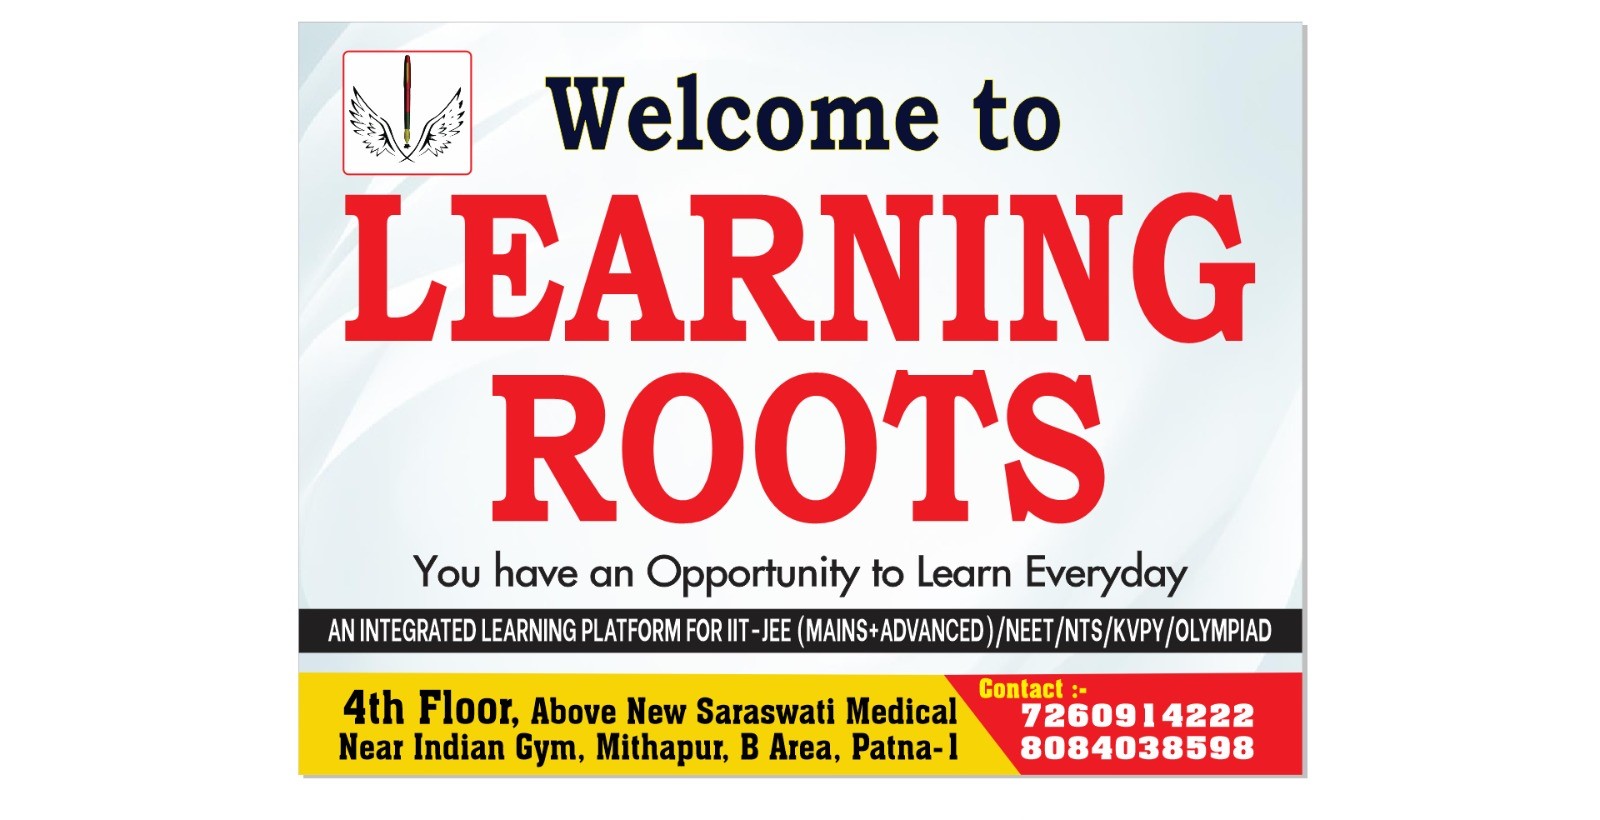 Welcome to
LEARNING
ROOTS
You have an Opportunity to Learn Everyday
AN INTEGRATED LEARNING PLATFORM FOR IIT-JEE (MAINS+ADVANCED)/NEET/NTS/KVPY/OLYMPIAD
4th Floor, Above New Saraswati Medical
Near Indian Gym, Mithapur, B Area, Patna-1
Contact :-
7260914222
8084038598